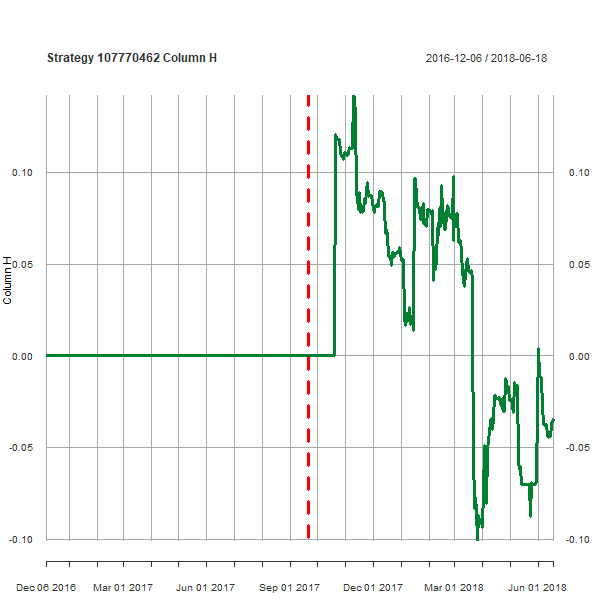 Strategy 107770462 Column H
2016-12-06 / 2018-06-18
0.10
0.05
0.00
-0.05
-0.10
Column H
0.10
0.05
0.00
-0.05
-0.10
Dec 06 2016
Mar 01 2017
Jun 01 2017
Sep 01 2017
Dec 01 2017
Mar 01 2018
Jun 01 2018